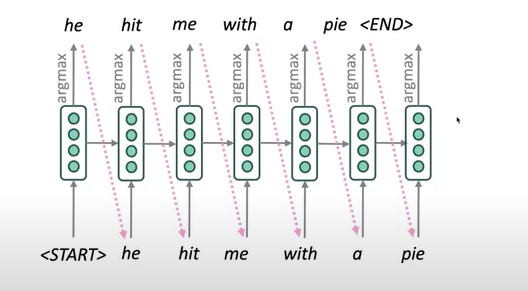 he hit me with a pie <END>
argmax argmax argmax argmax argmax argmax argmax
<START> he hit me with a pie